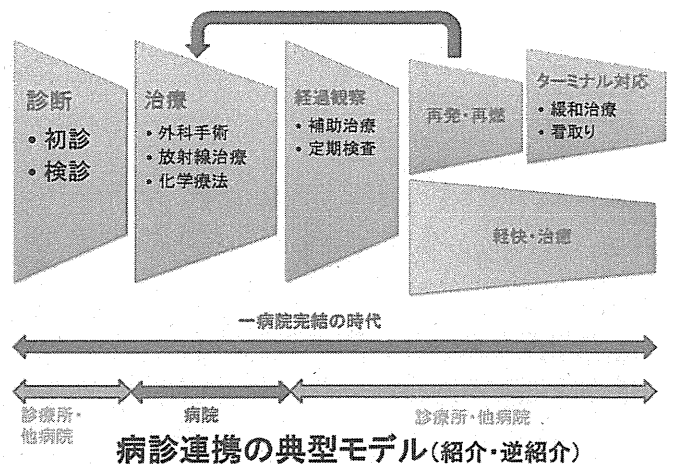 診断
・初診
・検診
治療
・外科手術
・放射線治療
・化学療法
経過観察
・補助治療
・定期検査
再発・再燃
ターミナル対応
・緩和治療
・看取り
軽快・治癒
一病院完結の時代
診療所・
他病院
病院
診療所・他病院
病診連携の典型モデル(紹介・逆紹介)